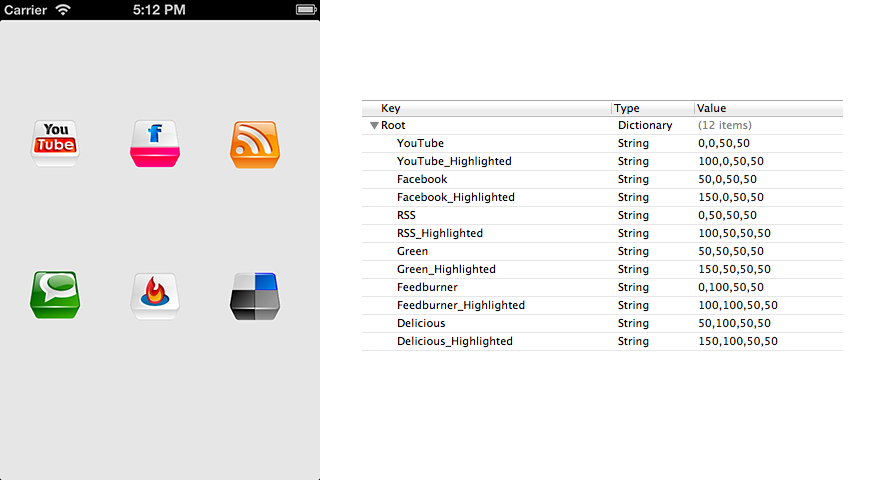 Carrier 5:12 PM
You
Tube
f
Key Type Value
Root Dictionary (12 items)
YouTube String 0,0,50,50
YouTube_Highlighted String 100,0,50,50
Facebook String 50,0,50,50
Facebook_Highlighted String 150,0,50,50
RSS String 0,50,50,50
RSS_Highlighted String 100,50,50,50
Green String 50,50,50,50
Green_Highlighted String 150,50,50,50
Feedburner String 0,100,50,50
Feedburner_Highlighted String 100,100,50,50
Delicious String 50,100,50,50
Delicious_Highlighted String 150,100,50,50